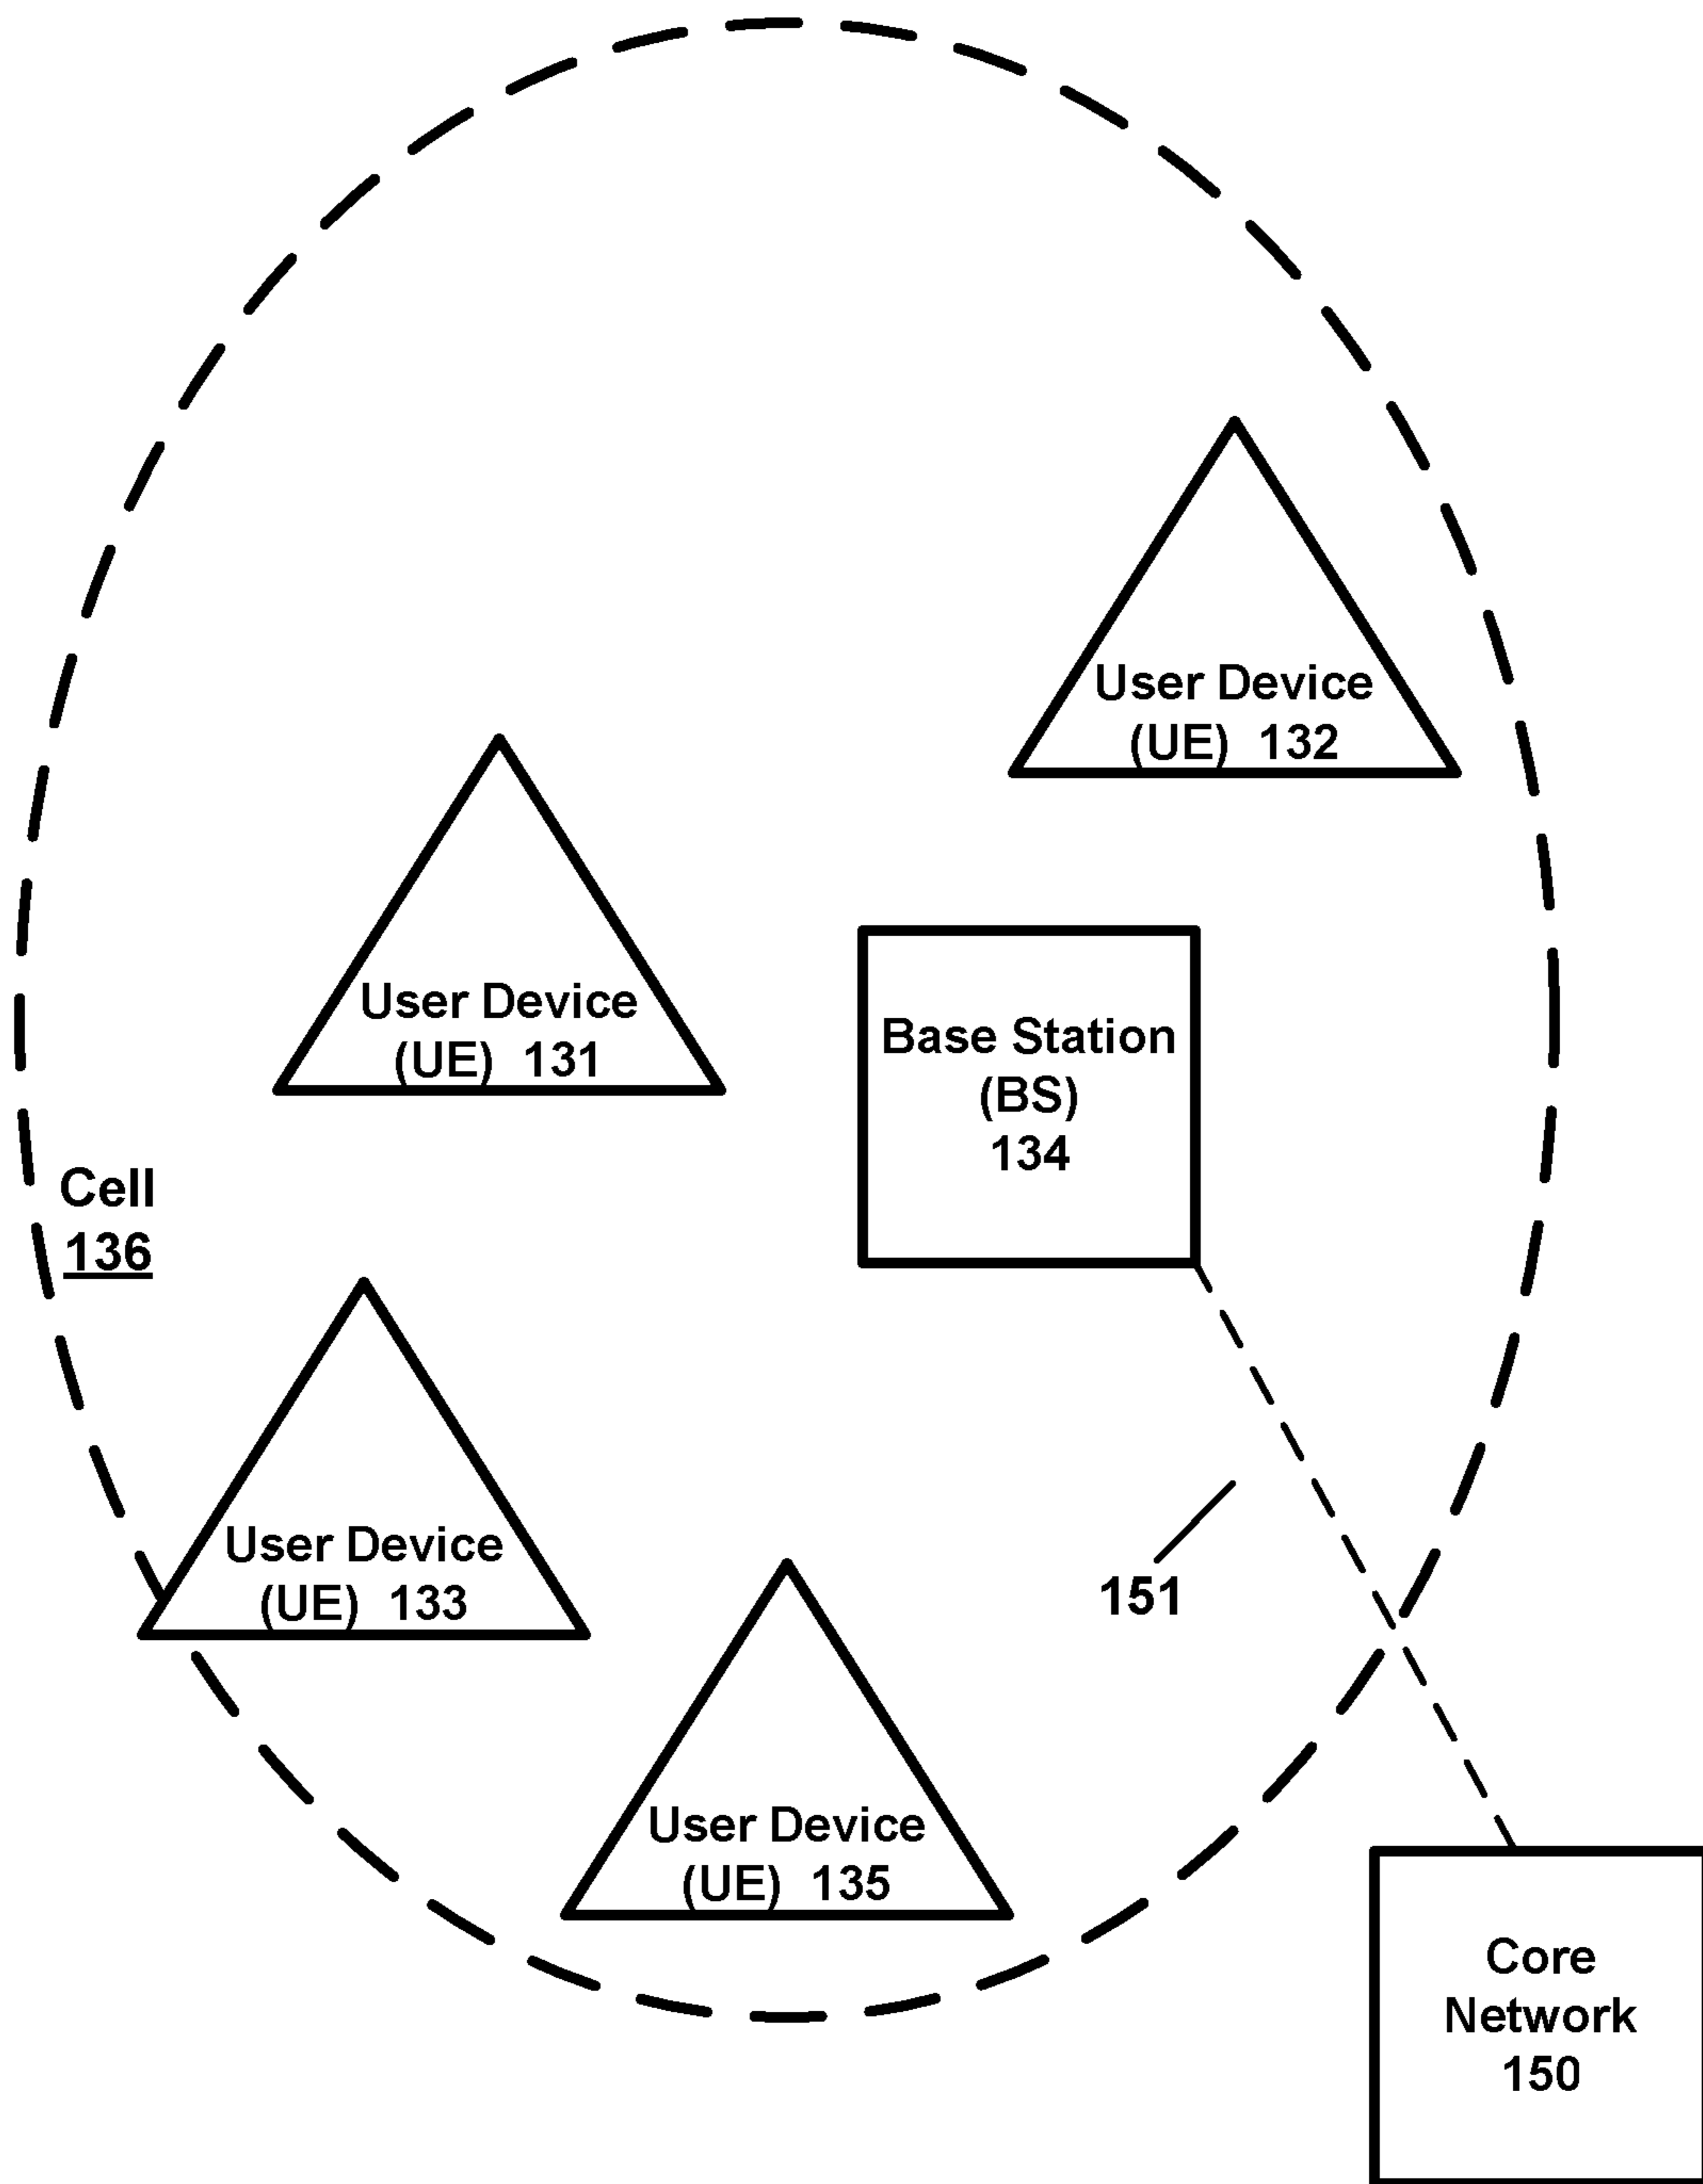 User Device
(UE) 132
User Device
(UE) 131
Base Station
(BS)
134
Cell
136
User Device
(UE) 133
151
User Device
(UE) 135
Core
Network
150